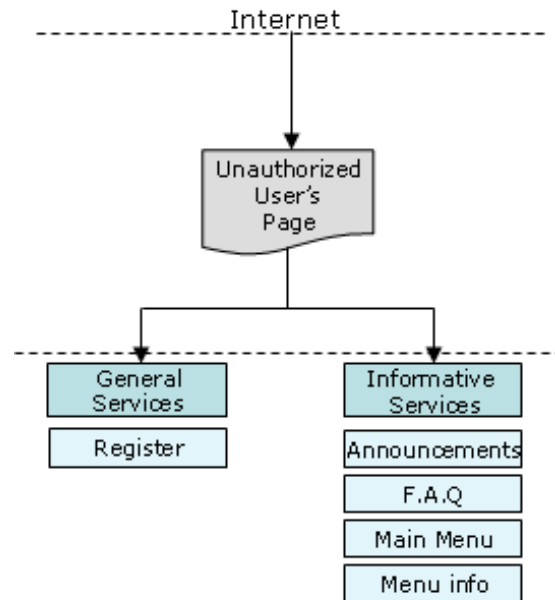 Internet
Unauthorized
User's
Page
General
Services
Register
Informative
Services
Announcements
F.A.Q
Main Menu
Menu info